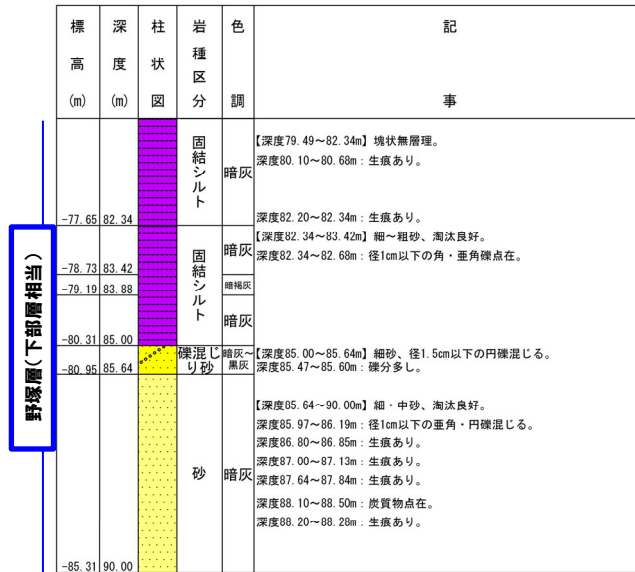 標高(m)
深度(m)
柱状図
岩種区分
色調
記事
野塚層(下部層相当)
固結シルト
暗灰
【深度79.49～82.34m】塊状無層理。
深度80.10～80.68m：生痕あり。
深度82.20～82.34m：生痕あり。
-77.65 82.34
固結シルト
暗灰
【深度82.34～83.42m】細～粗砂、淘汰良好。
深度82.34～82.68m：径1cm以下の角・亜角礫点在。
-78.73 83.42
暗褐灰
-79.19 83.88
暗灰
-80.31 85.00
礫混じり砂
暗灰～黒灰
【深度85.00～85.64m】細砂、径1.5cm以下の円礫混じる。
深度85.47～85.60m：礫分多し。
-80.95 85.64
砂
暗灰
【深度85.64～90.00m】細・中砂、淘汰良好。
深度85.97～86.19m：径1cm以下の亜角・円礫混じる。
深度86.80～86.85m：生痕あり。
深度87.00～87.13m：生痕あり。
深度87.64～87.84m：生痕あり。
深度88.10～88.50m：炭質物点在。
深度88.20～88.28m：生痕あり。
-85.31 90.00